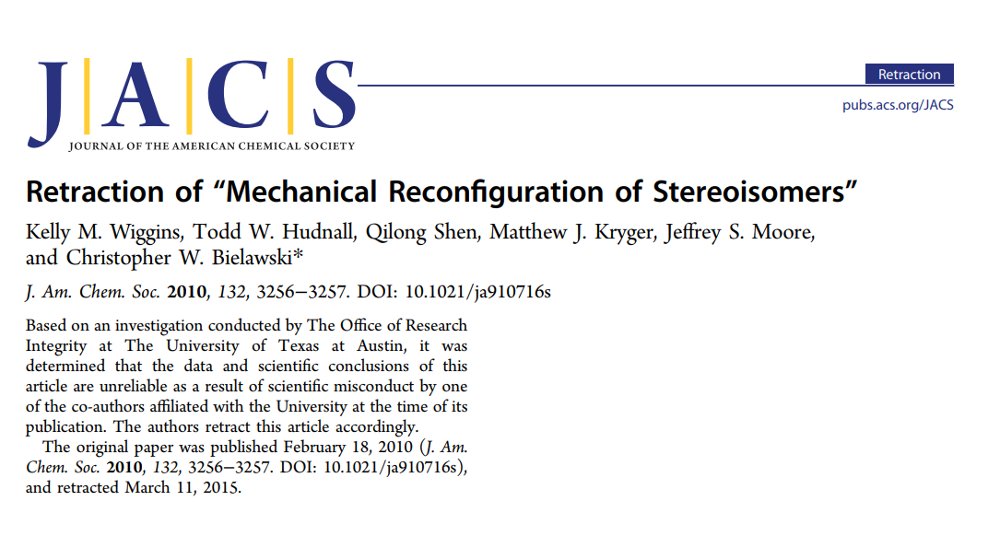 J|A|C|S
JOURNAL OF THE AMERICAN CHEMICAL SOCIETY
Retraction
pubs.acs.org/JACS
Retraction of “Mechanical Reconfiguration of Stereoisomers”
Kelly M. Wiggins, Todd W. Hudnall, Qilong Shen, Matthew J. Kryger, Jeffrey S. Moore,
and Christopher W. Bielawski*
J. Am. Chem. Soc. 2010, 132, 3256−3257. DOI: 10.1021/ja910716s
Based on an investigation conducted by The Office of Research
Integrity at The University of Texas at Austin, it was
determined that the data and scientific conclusions of this
article are unreliable as a result of scientific misconduct by one
of the co-authors affiliated with the University at the time of its
publication. The authors retract this article accordingly.
The original paper was published February 18, 2010 (J. Am.
Chem. Soc. 2010, 132, 3256−3257. DOI: 10.1021/ja910716s),
and retracted March 11, 2015.